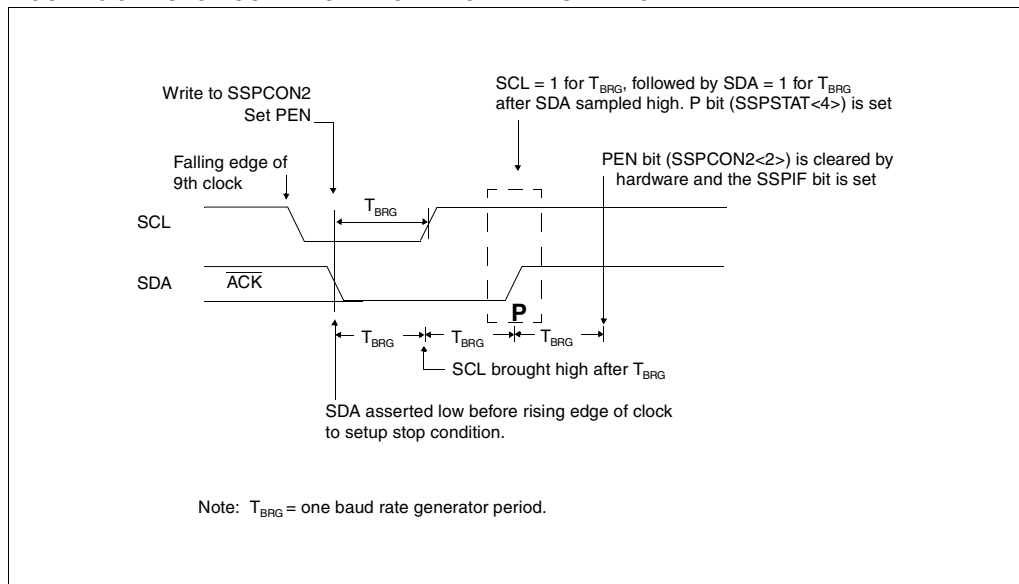 Write to SSPCON2
Set PEN
SCL = 1 for TBRG, followed by SDA = 1 for TBRG
after SDA sampled high. P bit (SSPSTAT<4>) is set
Falling edge of
9th clock
PEN bit (SSPCON2<2>) is cleared by
hardware and the SSPIF bit is set
TBRG
SCL
SDA
ACK
P
TBRG
TBRG
TBRG
SCL brought high after TBRG
SDA asserted low before rising edge of clock
to setup stop condition.
Note: TBRG = one baud rate generator period.